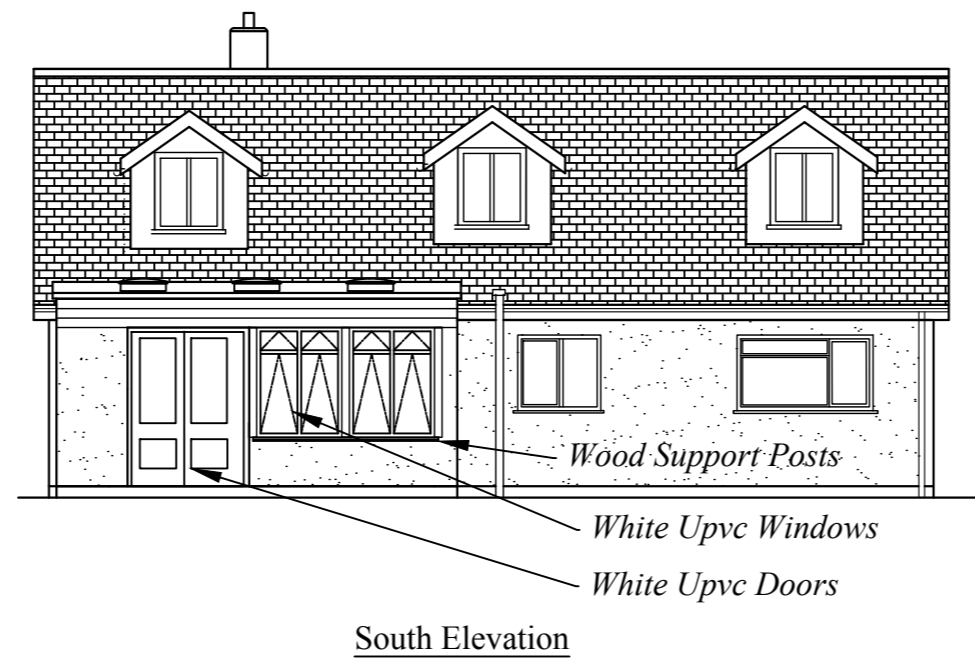 Wood Support Posts
White Upvc Windows
White Upvc Doors
South Elevation